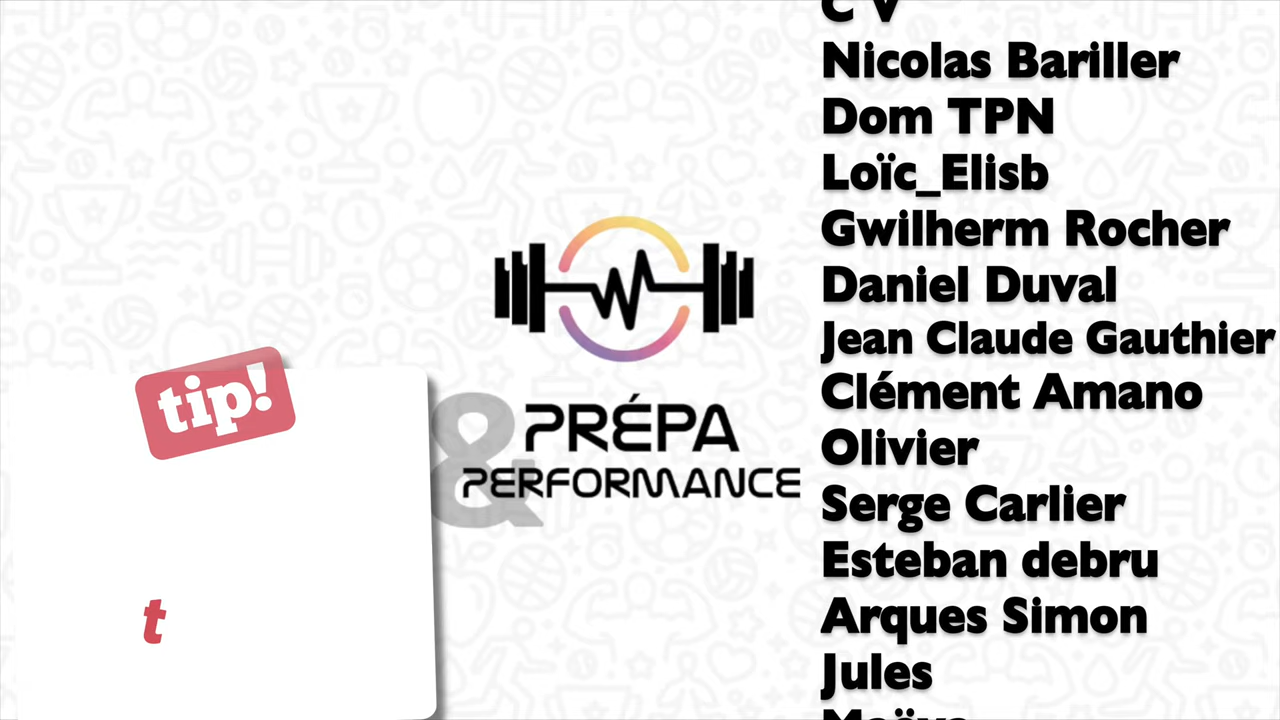 C V
Nicolas Bariller
Dom TPN
Loïc_Elisb
Gwilherm Rocher
Daniel Duval
Jean Claude Gauthier
Clément Amano
Olivier
Serge Carlier
Esteban debru
Arques Simon
Jules
tip!
t
&
PRÉPA
PERFORMANCE